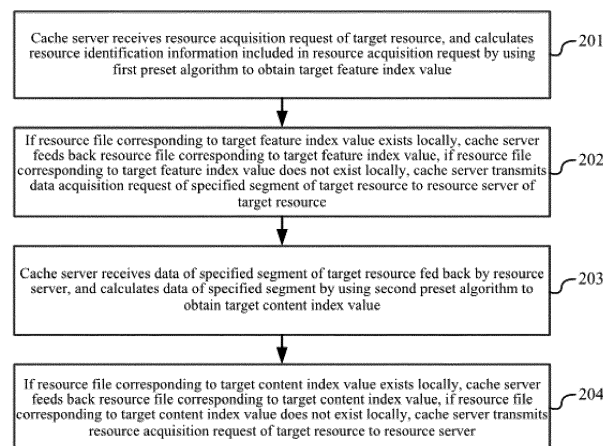 Cache server receives resource acquisition request of target resource, and calculates
resource identification information included in resource acquisition request by using
first preset algorithm to obtain target feature index value
201
If resource file corresponding to target feature index value exists locally, cache server
feeds back resource file corresponding to target feature index value, if resource file
corresponding to target feature index value does not exist locally, cache server transmits
data acquisition request of specified segment of target resource to resource server of
target resource
202
Cache server receives data of specified segment of target resource fed back by resource
server, and calculates data of specified segment by using second preset algorithm to
obtain target content index value
203
If resource file corresponding to target content index value exists locally, cache server
feeds back resource file corresponding to target content index value, if resource file
corresponding to target content index value does not exist locally, cache server transmits
resource acquisition request of target resource to resource server
204